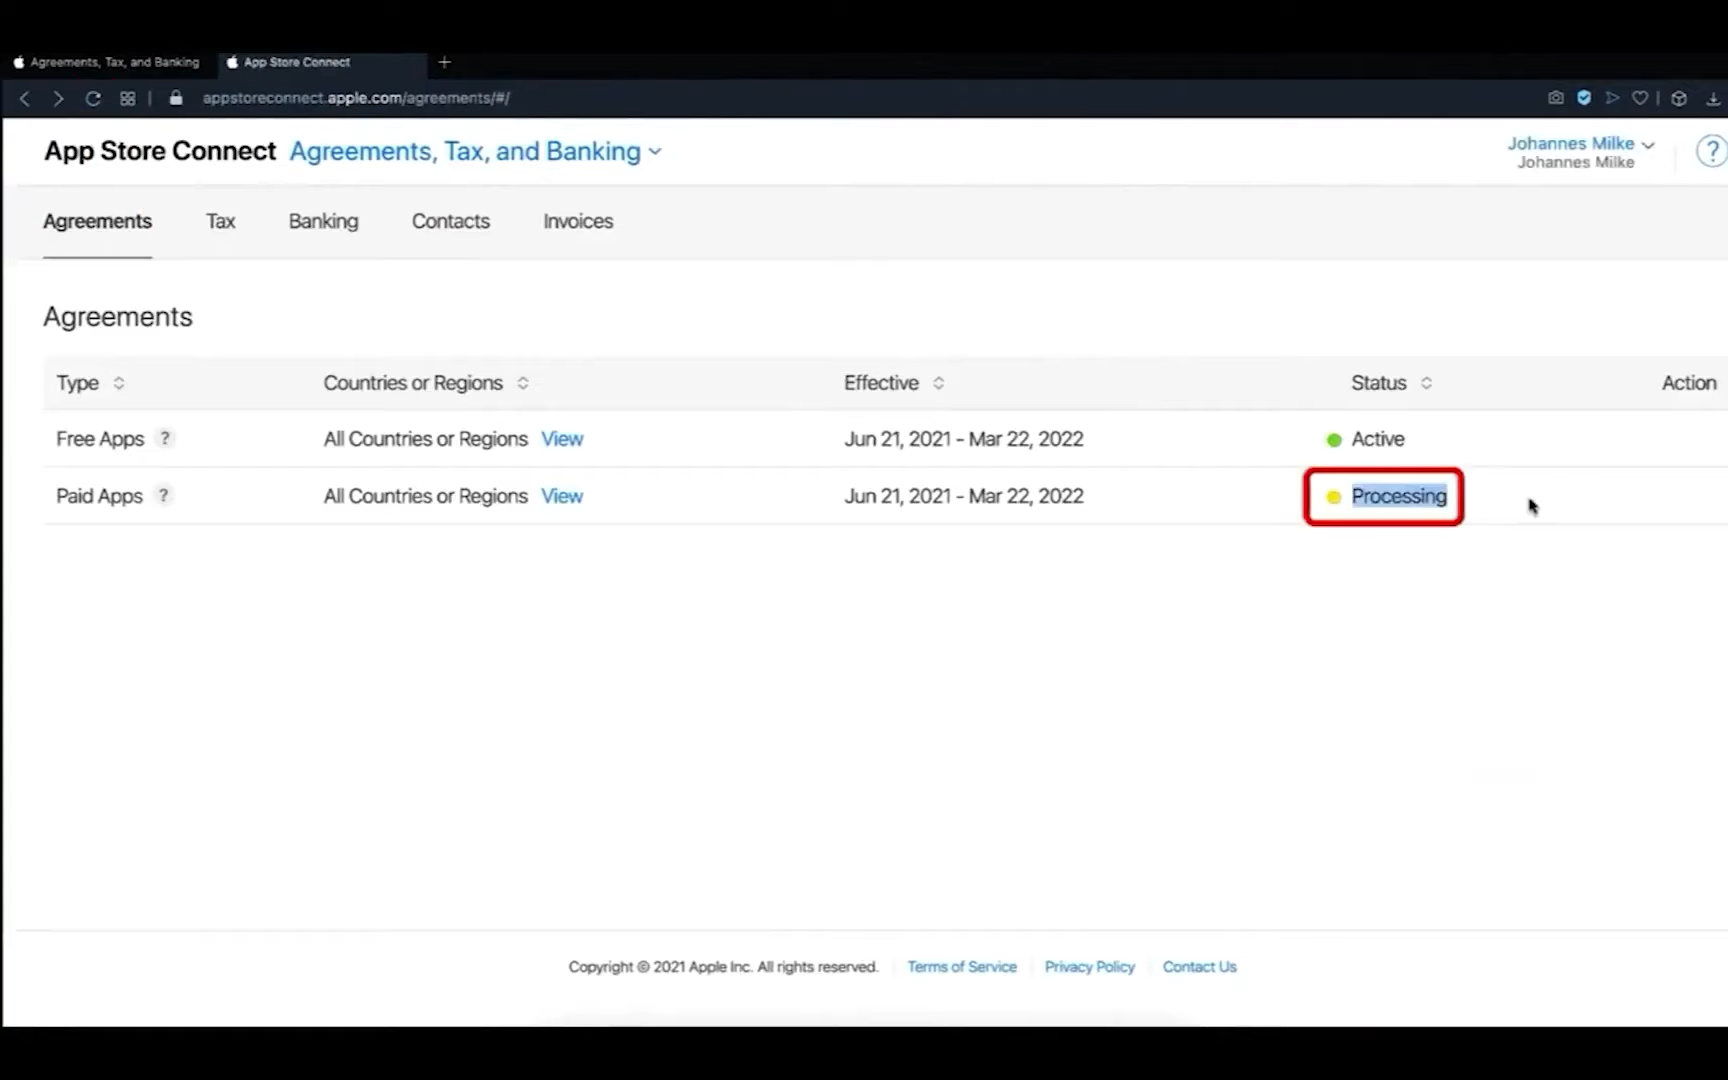 Agreements, Tax, and Banking App Store Connect
appstoreconnect.apple.com/agreements/#/
App Store Connect Agreements, Tax, and Banking
Johannes Milke
Johannes Milke
?
Agreements Tax Banking Contacts Invoices
Agreements
Type Countries or Regions Effective Status Action
Free Apps ? All Countries or Regions View Jun 21, 2021 - Mar 22, 2022 Active
Paid Apps ? All Countries or Regions View Jun 21, 2021 - Mar 22, 2022 Processing
Copyright © 2021 Apple Inc. All rights reserved. Terms of Service Privacy Policy Contact Us